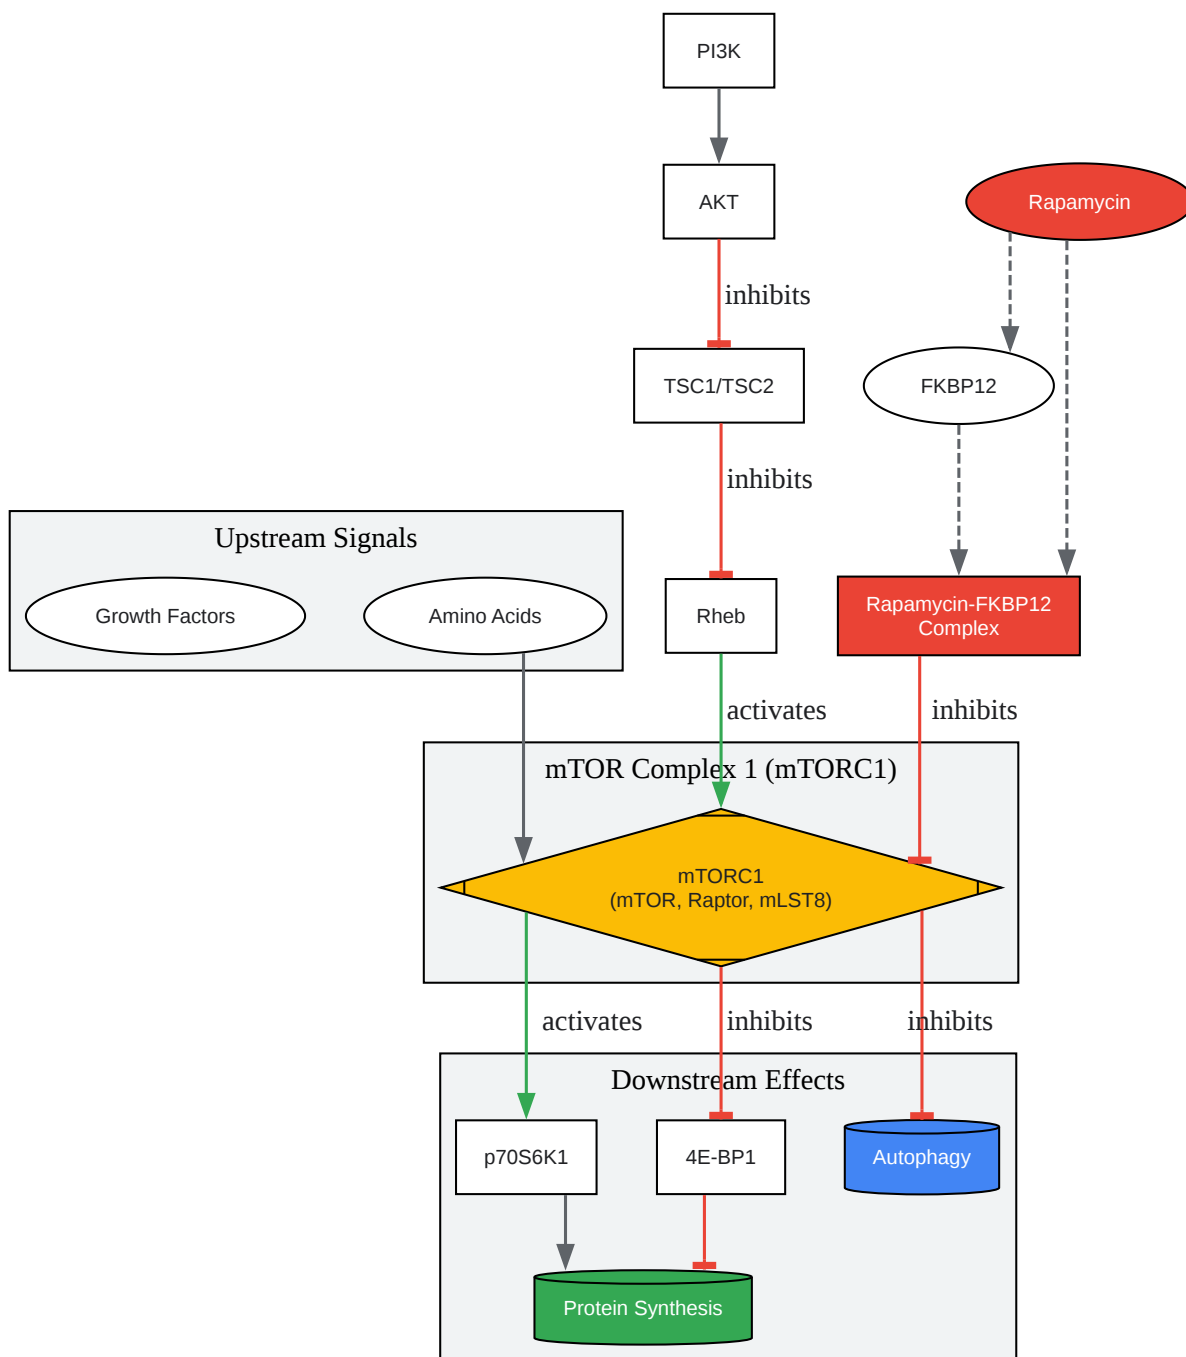 PI3K
AKT
Rapamycin
inhibits
TSC1/TSC2
FKBP12
inhibits
Upstream Signals
Growth Factors
Amino Acids
Rheb
Rapamycin-FKBP12
Complex
activates
inhibits
mTOR Complex 1 (mTORC1)
mTORC1
(mTOR, Raptor, mLST8)
activates
inhibits
inhibits
Downstream Effects
p70S6K1
4E-BP1
Autophagy
Protein Synthesis